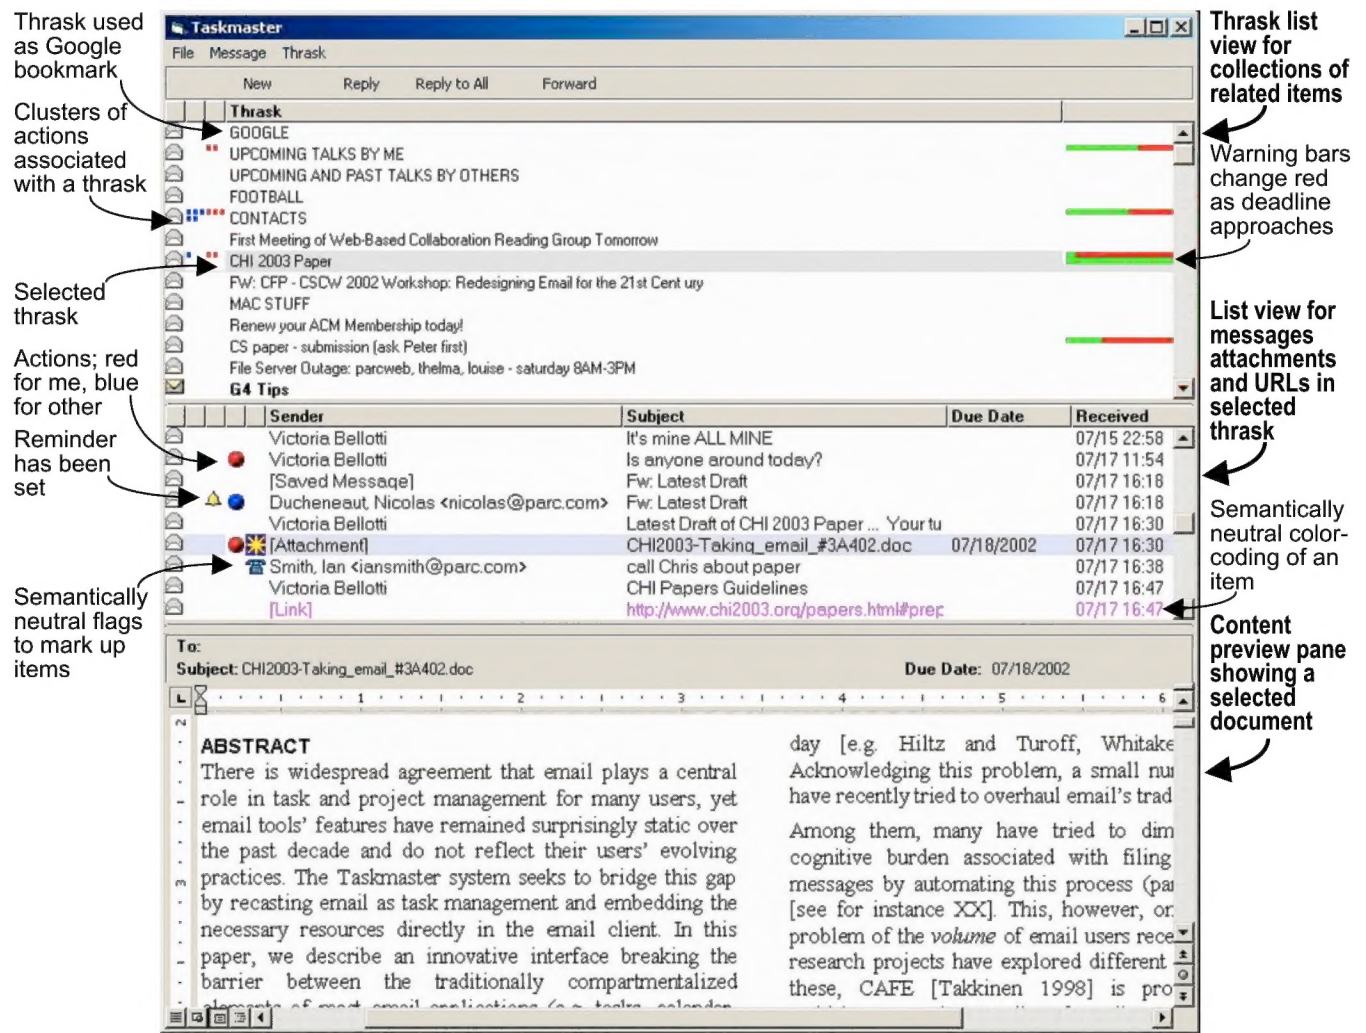 Thrask used
as Google
bookmark
Clusters of
actions
associated
with a thrask
Selected
thrask
Actions; red
for me, blue
for other
Reminder
has been
set
Semantically
neutral flags
to mark up
items
Taskmaster
File Message Thrask
New Reply Reply to All Forward
Thrask
GOOGLE
UPCOMING TALKS BY ME
UPCOMING AND PAST TALKS BY OTHERS
FOOTBALL
CONTACTS
First Meeting of Web-Based Collaboration Reading Group Tomorrow
CHI 2003 Paper
FW: CFP - CSCW 2002 Workshop: Redesigning Email for the 21st Cent ury
MAC STUFF
Renew your ACM Membership today!
CS paper - submission (ask Peter first)
File Server Outage: parcweb, thelma, louise - saturday 8AM-3PM
G4 Tips
Sender Subject Due Date Received
Victoria Bellotti It's mine ALL MINE 07/15 22:58
Victoria Bellotti Is anyone around today? 07/17 11:54
[Saved Message] Fw: Latest Draft 07/17 16:18
Ducheneaut, Nicolas <nicolas@parc.com> Fw: Latest Draft 07/17 16:18
Victoria Bellotti Latest Draft of CHI 2003 Paper ... Your tu 07/17 16:30
[Attachment] CHI2003-Taking_email_#3A402.doc 07/18/2002 07/17 16:30
Smith, Ian <iansmith@parc.com> call Chris about paper 07/17 16:38
Victoria Bellotti CHI Papers Guidelines 07/17 16:47
[Link] http://www.chi2003.org/papers.html#prep 07/17 16:47
To:
Subject: CHI2003-Taking_email_#3A402.doc Due Date: 07/18/2002
L 1 2 3 4 5 6
2
3
ABSTRACT
There is widespread agreement that email plays a central
role in task and project management for many users, yet
email tools' features have remained surprisingly static over
the past decade and do not reflect their users' evolving
practices. The Taskmaster system seeks to bridge this gap
by recasting email as task management and embedding the
necessary resources directly in the email client. In this
paper, we describe an innovative interface breaking the
barrier between the traditionally compartmentalized
day [e.g. Hiltz and Turoff, Whitake
Acknowledging this problem, a small nu
have recently tried to overhaul email's trad
Among them, many have tried to dim
cognitive burden associated with filing
messages by automating this process (pa
[see for instance XX]. This, however, or
problem of the volume of email users rece
research projects have explored different
these, CAFE [Takkinen 1998] is pro
Thrask list
view for
collections of
related items
Warning bars
change red
as deadline
approaches
List view for
messages
attachments
and URLs in
selected
thrask
Semantically
neutral color-
coding of an
item
Content
preview pane
showing a
selected
document